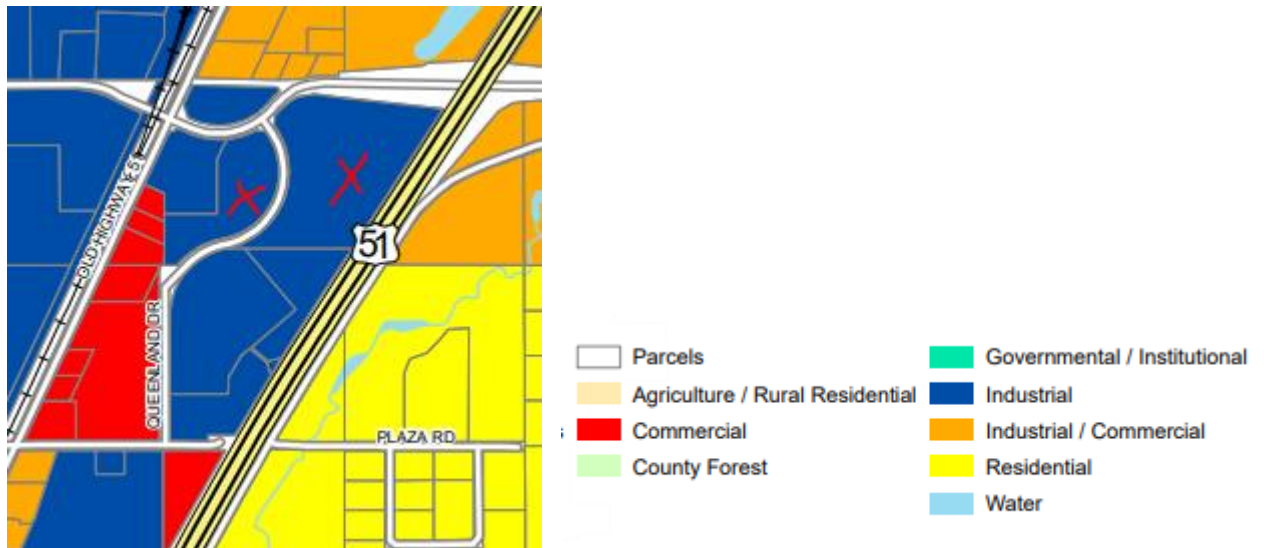 OLD HIGHWAY 51
51
QUEENLAND DR
PLAZA RD
Parcels
Agriculture / Rural Residential
Commercial
County Forest
Governmental / Institutional
Industrial
Industrial / Commercial
Residential
Water